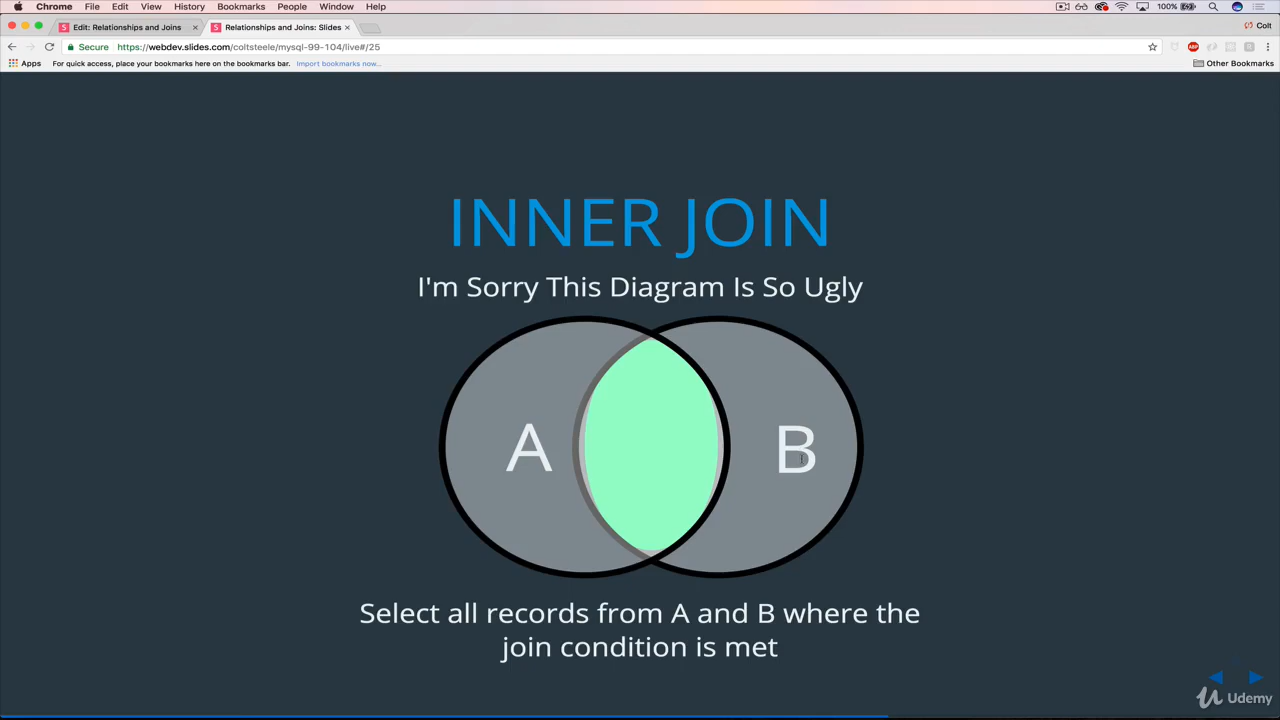 Chrome File Edit View History Bookmarks People Window Help 100%
Edit: Relationships and Joins Relationships and Joins: Slides Colt
Secure https://webdev.slides.com/coltsteele/mysql-99-104/live#/25 ABP
Apps For quick access, place your bookmarks here on the bookmarks bar. Import bookmarks now... Other Bookmarks
INNER JOIN
I'm Sorry This Diagram Is So Ugly
A B
Select all records from A and B where the
join condition is met
Udemy